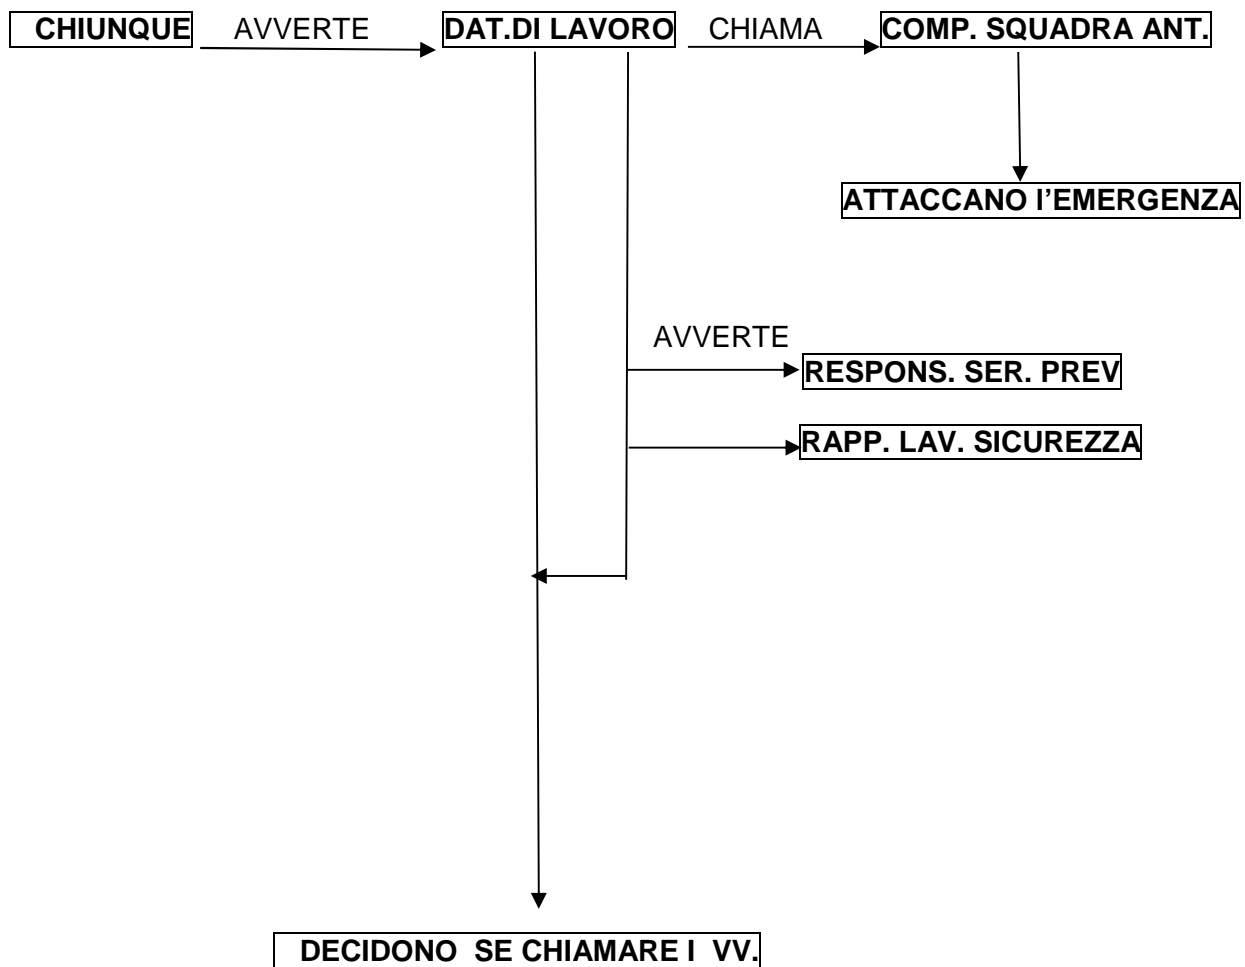 CHIUNQUE AVVERTE DAT.DI LAVORO CHIAMA COMP. SQUADRA ANT.
ATTACCANO l'EMERGENZA
AVVERTE
RESPONS. SER. PREV
RAPP. LAV. SICUREZZA
DECIDONO SE CHIAMARE I VV.